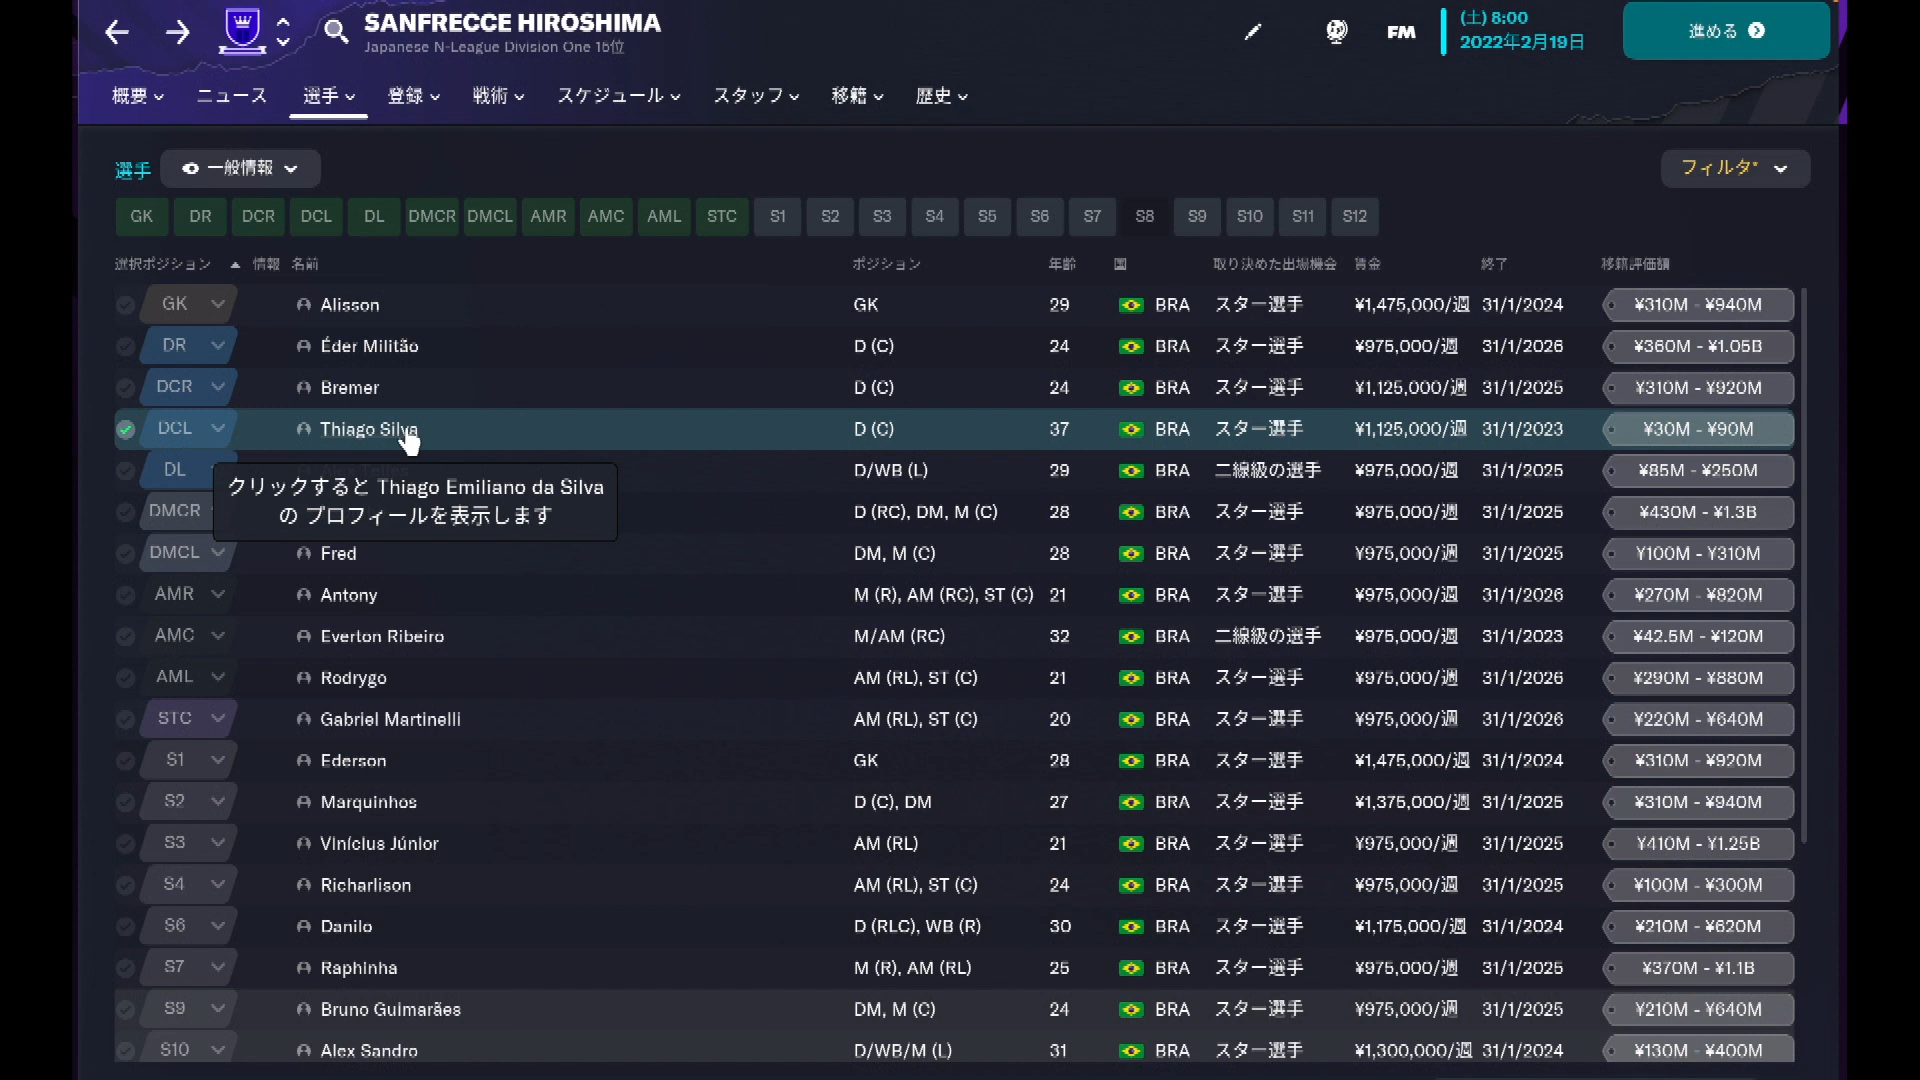 SANFRECCE HIROSHIMA
Japanese N-League Division One 15位
FM
(土) 8:00
2022年2月19日
進める
概要 ニュース 選手 登録 戦術 スケジュール スタッフ 移籍 歴史
選手 一般情報 フィルタ*
GK DR DCR DCL DL DMCR DMCL AMR AMC AML STC S1 S2 S3 S4 S5 S6 S7 S8 S9 S10 S11 S12
選択ポジション 情報 名前 ポジション 年齢 国 取り決めた出場機会 賃金 終了 移籍評価額
GK Alisson GK 29 BRA スター選手 ¥1,475,000/週 31/1/2024 ¥310M - ¥940M
DR Éder Militão D (C) 24 BRA スター選手 ¥975,000/週 31/1/2026 ¥360M - ¥1.05B
DCR Bremer D (C) 24 BRA スター選手 ¥1,125,000/週 31/1/2025 ¥310M - ¥920M
DCL Thiago Silva D (C) 37 BRA スター選手 ¥1,125,000/週 31/1/2023 ¥30M - ¥90M
DL Alex Telles D/WB (L) 29 BRA 二線級の選手 ¥975,000/週 31/1/2025 ¥85M - ¥250M
クリックすると Thiago Emiliano da Silva
の プロフィールを表示します
DMCR D (RC), DM, M (C) 28 BRA スター選手 ¥975,000/週 31/1/2025 ¥430M - ¥1.3B
DMCL Fred DM, M (C) 28 BRA スター選手 ¥975,000/週 31/1/2025 ¥100M - ¥310M
AMR Antony M (R), AM (RC), ST (C) 21 BRA スター選手 ¥975,000/週 31/1/2026 ¥270M - ¥820M
AMC Everton Ribeiro M/AM (RC) 32 BRA 二線級の選手 ¥975,000/週 31/1/2023 ¥42.5M - ¥120M
AML Rodrygo AM (RL), ST (C) 21 BRA スター選手 ¥975,000/週 31/1/2026 ¥290M - ¥880M
STC Gabriel Martinelli AM (RL), ST (C) 20 BRA スター選手 ¥975,000/週 31/1/2026 ¥220M - ¥640M
S1 Ederson GK 28 BRA スター選手 ¥1,475,000/週 31/1/2024 ¥310M - ¥920M
S2 Marquinhos D (C), DM 27 BRA スター選手 ¥1,375,000/週 31/1/2025 ¥310M - ¥940M
S3 Vinícius Júnior AM (RL) 21 BRA スター選手 ¥975,000/週 31/1/2025 ¥410M - ¥1.25B
S4 Richarlison AM (RL), ST (C) 24 BRA スター選手 ¥975,000/週 31/1/2025 ¥100M - ¥300M
S6 Danilo D (RLC), WB (R) 30 BRA スター選手 ¥1,175,000/週 31/1/2024 ¥210M - ¥620M
S7 Raphinha M (R), AM (RL) 25 BRA スター選手 ¥975,000/週 31/1/2025 ¥370M - ¥1.1B
S9 Bruno Guimarães DM, M (C) 24 BRA スター選手 ¥975,000/週 31/1/2025 ¥210M - ¥640M
S10 Alex Sandro D/WB/M (L) 31 BRA スター選手 ¥1,300,000/週 31/1/2024 ¥130M - ¥400M